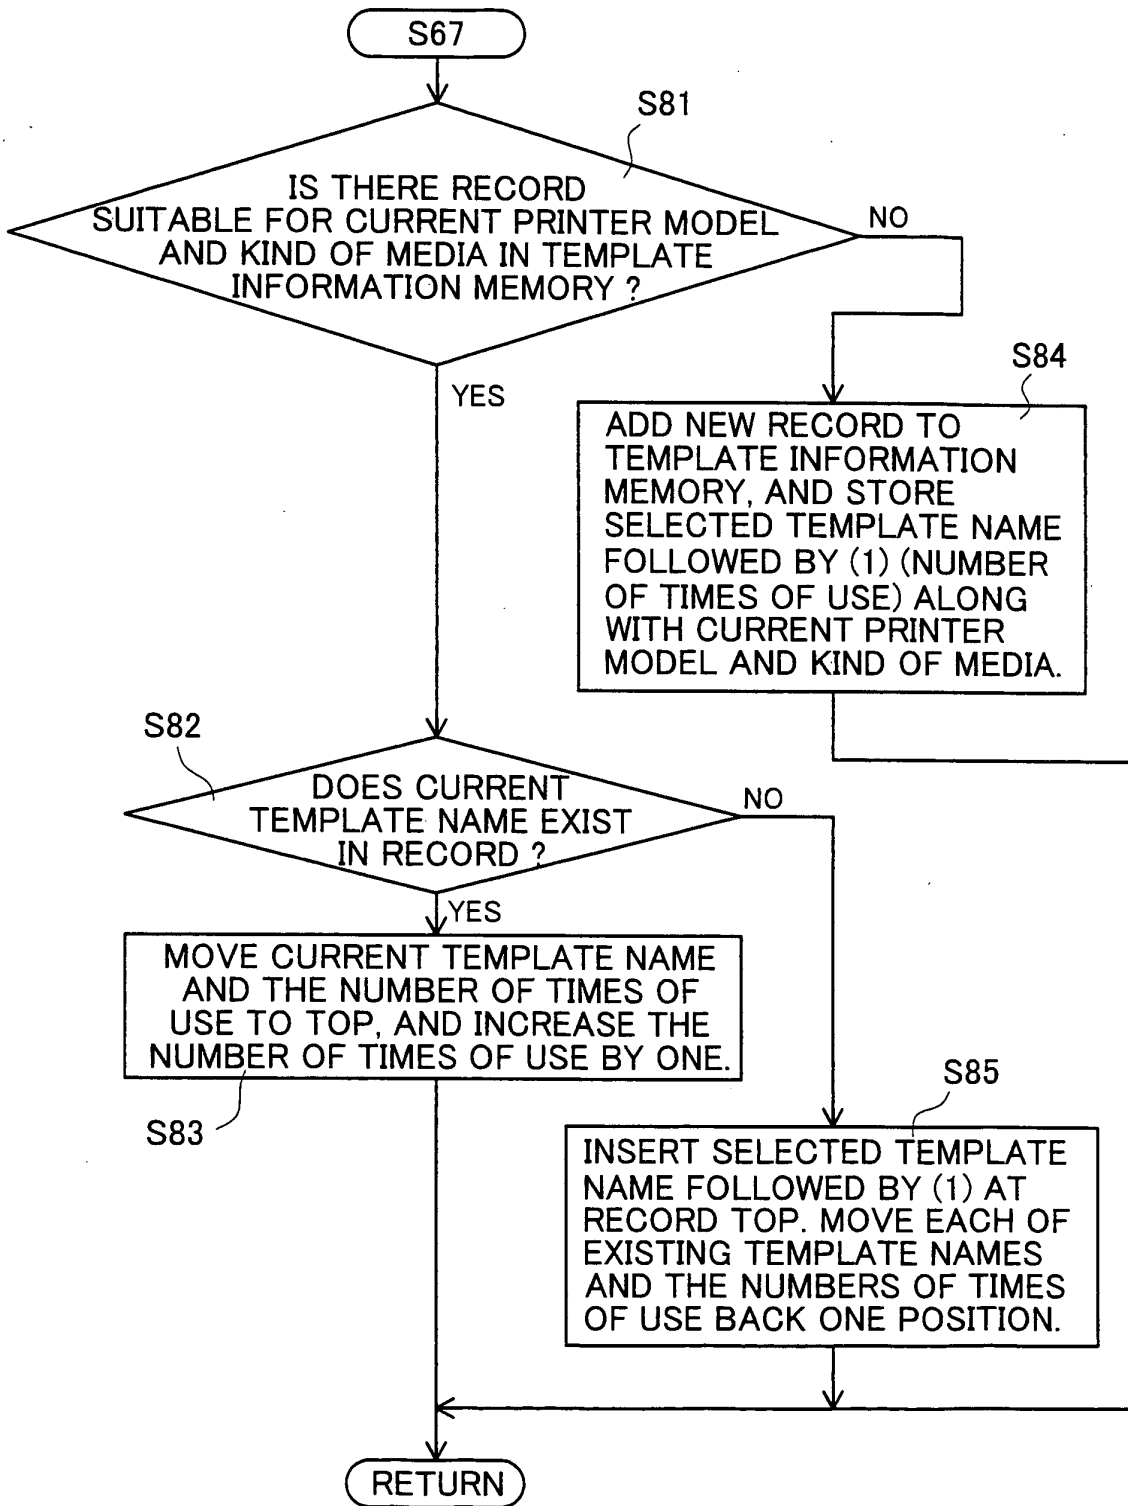 S67
S81
IS THERE RECORD
SUITABLE FOR CURRENT PRINTER MODEL
AND KIND OF MEDIA IN TEMPLATE
INFORMATION MEMORY ?
NO
YES
S84
ADD NEW RECORD TO
TEMPLATE INFORMATION
MEMORY, AND STORE
SELECTED TEMPLATE NAME
FOLLOWED BY (1) (NUMBER
OF TIMES OF USE) ALONG
WITH CURRENT PRINTER
MODEL AND KIND OF MEDIA.
S82
DOES CURRENT
TEMPLATE NAME EXIST
IN RECORD ?
NO
YES
MOVE CURRENT TEMPLATE NAME
AND THE NUMBER OF TIMES OF
USE TO TOP, AND INCREASE THE
NUMBER OF TIMES OF USE BY ONE.
S83
S85
INSERT SELECTED TEMPLATE
NAME FOLLOWED BY (1) AT
RECORD TOP. MOVE EACH OF
EXISTING TEMPLATE NAMES
AND THE NUMBERS OF TIMES
OF USE BACK ONE POSITION.
RETURN